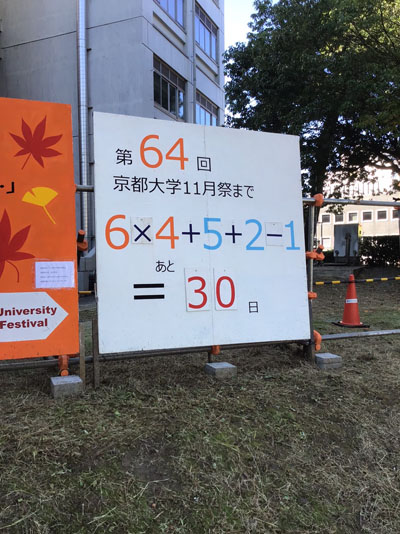 第64回
京都大学11月祭まで
6×4+5+2−1
あと
=30日
」
University
Festival